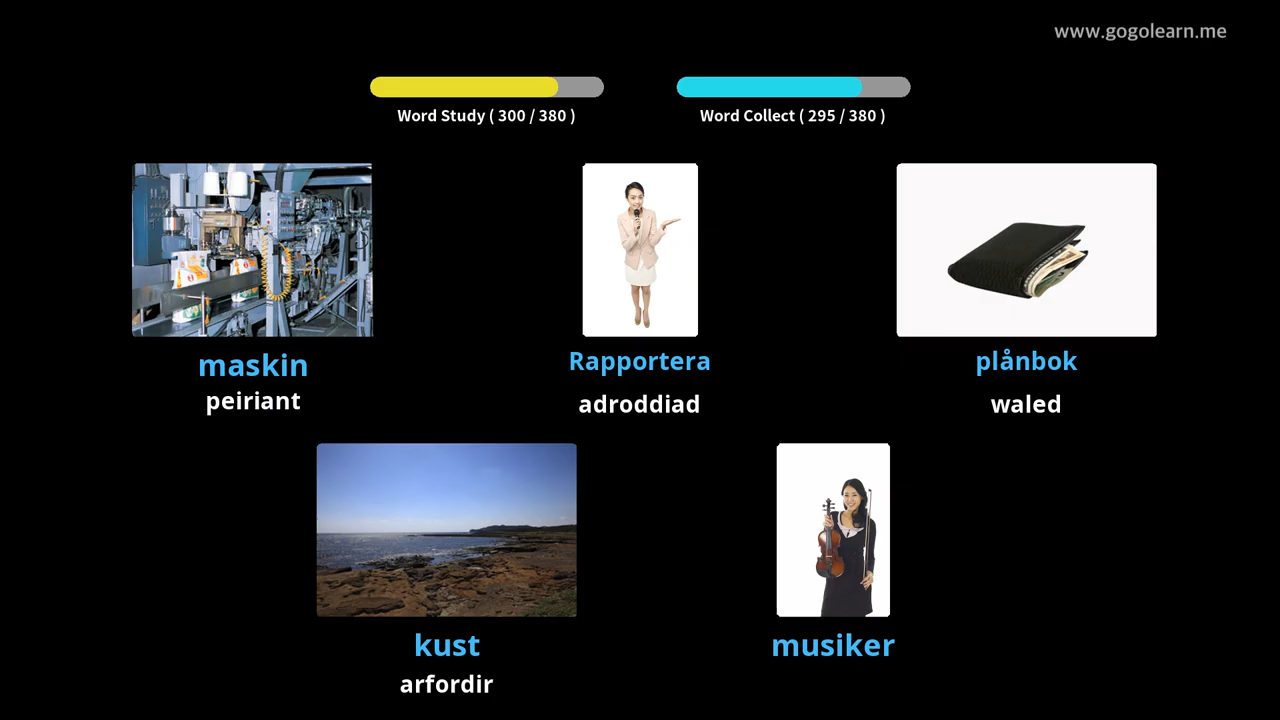 www.gogolearn.me
Word Study ( 300 / 380 )
Word Collect ( 295 / 380 )
maskin
peiriant
Rapportera
adroddiad
plånbok
waled
kust
arfordir
musiker